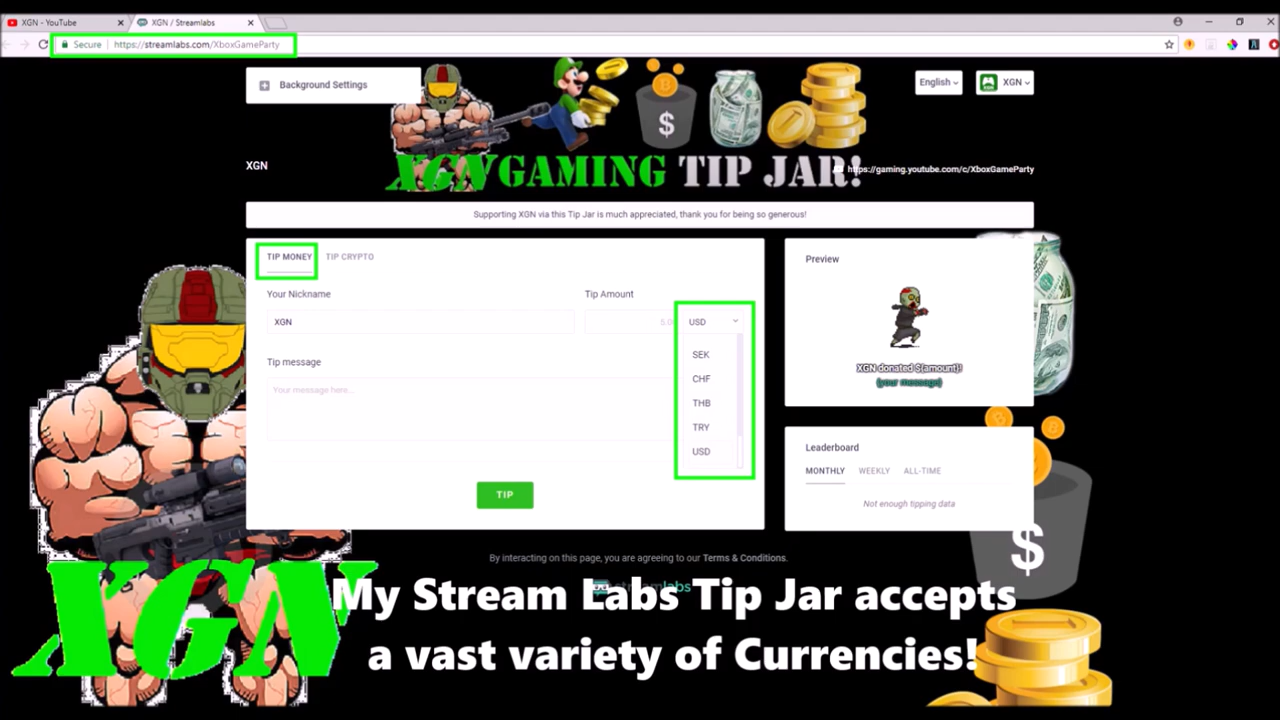 XGN - YouTube
XGN / Streamlabs
Secure
https://streamlabs.com/XboxGameParty
Background Settings
English
XGN
$
XGN GAMING TIP JAR!
XGN
https://gaming.youtube.com/c/XboxGameParty
Supporting XGN via this Tip Jar is much appreciated, thank you for being so generous!
TIP MONEY
TIP CRYPTO
Your Nickname
Tip Amount
XGN
5.00
USD
SEK
CHF
THB
TRY
USD
Tip message
Your message here...
TIP
Preview
XGN donated ${amount}!
{your message}
Leaderboard
MONTHLY
WEEKLY
ALL-TIME
Not enough tipping data
$
By interacting on this page, you are agreeing to our Terms & Conditions.
streamlabs
XGN
My Stream Labs Tip Jar accepts
a vast variety of Currencies!